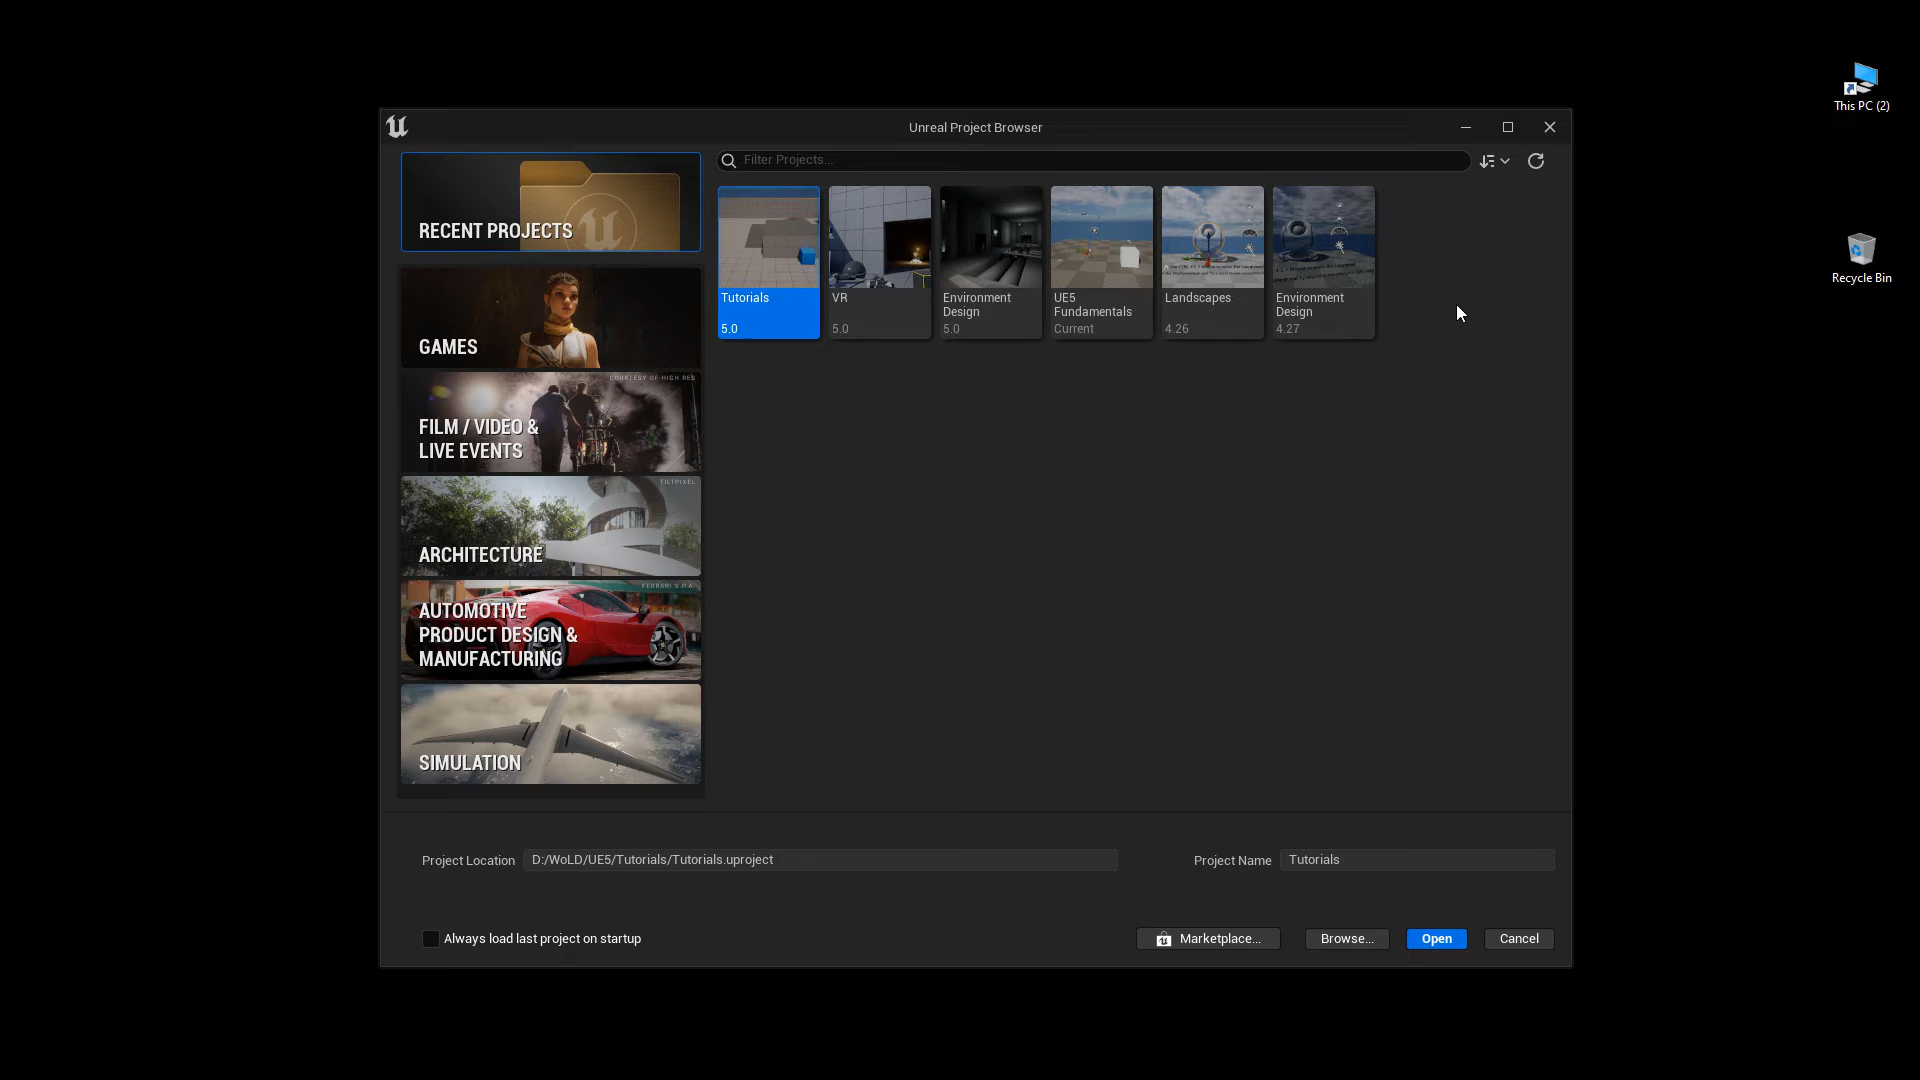 This PC (2)
Recycle Bin
Unreal Project Browser
Filter Projects...
RECENT PROJECTS
GAMES
COURTESY OF HIGH RES
FILM / VIDEO &
LIVE EVENTS
TILTPIXEL
ARCHITECTURE
FERRARI S.P.A
AUTOMOTIVE
PRODUCT DESIGN &
MANUFACTURING
SIMULATION
Tutorials
5.0
VR
5.0
Environment
Design
5.0
UE5
Fundamentals
Current
Landscapes
4.26
Environment
Design
4.27
Project Location
D:/WoLD/UE5/Tutorials/Tutorials.uproject
Project Name
Tutorials
Always load last project on startup
Marketplace...
Browse...
Open
Cancel